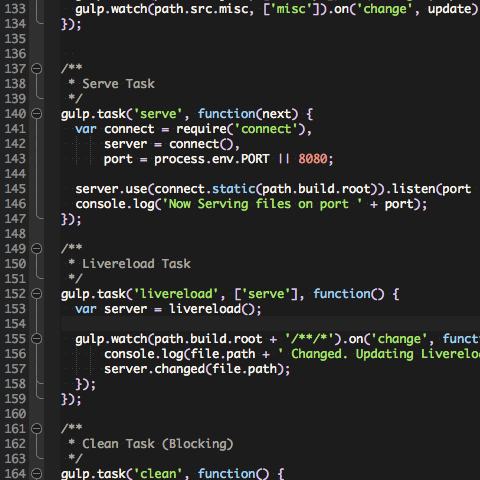 133 gulp.watch(path.src.misc, ['misc']).on('change', update)
134 });
135
136
137 /**
138  * Serve Task
139  */
140 gulp.task('serve', function(next) {
141   var connect = require('connect'),
142       server = connect(),
143       port = process.env.PORT || 8080;
144
145   server.use(connect.static(path.build.root)).listen(port
146   console.log('Now Serving files on port ' + port);
147 });
148
149 /**
150  * Livereload Task
151  */
152 gulp.task('livereload', ['serve'], function() {
153   var server = livereload();
154
155   gulp.watch(path.build.root + '/**/*').on('change', funct
156       console.log(file.path + ' Changed. Updating Livereloa
157       server.changed(file.path);
158   });
159 });
160
161 /**
162  * Clean Task (Blocking)
163  */
164 gulp.task('clean', function() {